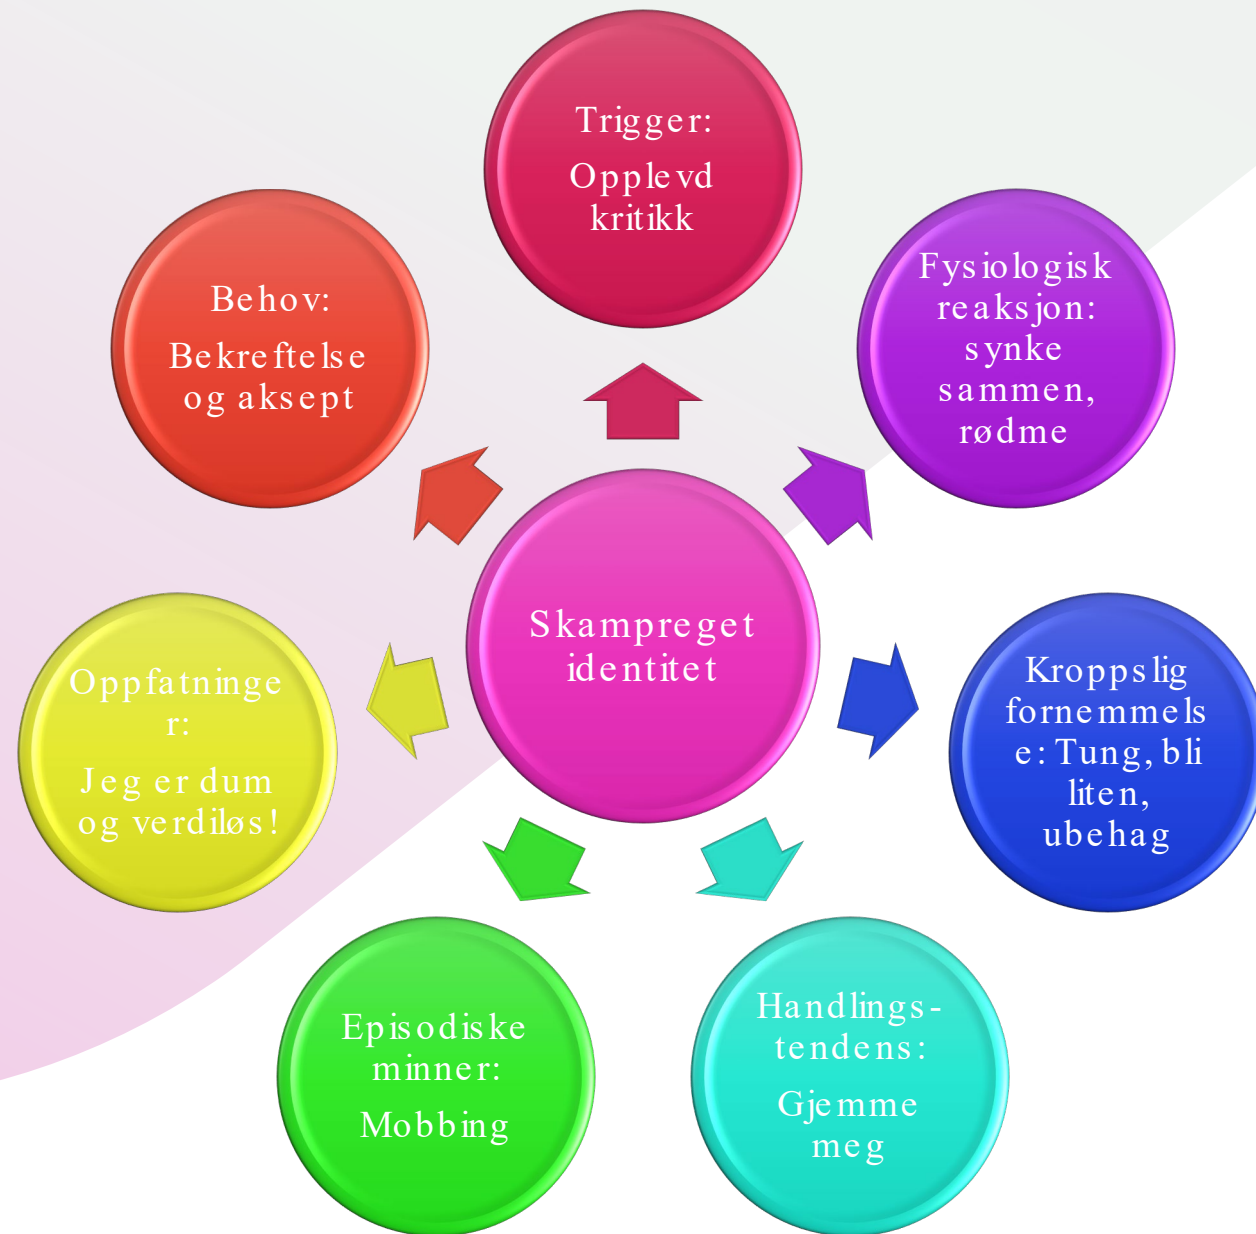 Trigger:
Opplevd
kritikk
Fysiologisk
reaksjon:
synke
sammen,
rødme
Kroppslig
fornemmels
e: Tung, bli
liten,
ubehag
Handlings-
tendens:
Gjemme
meg
Episodiske
minner:
Mobbing
Oppfatninge
r:
Jeg er dum
og verdiløs!
Behov:
Bekreftelse
og aksept
Skampreget
identitet